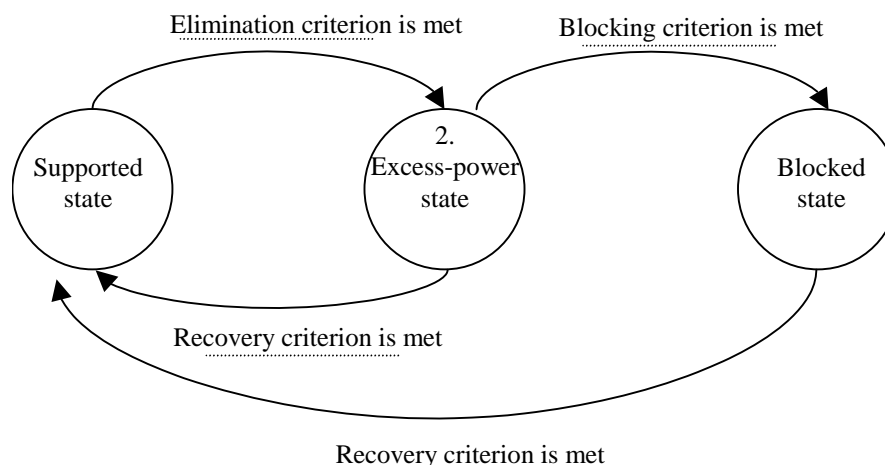 Elimination criterion is met
Blocking criterion is met
Supported
state
2.
Excess-power
state
Blocked
state
Recovery criterion is met
Recovery criterion is met